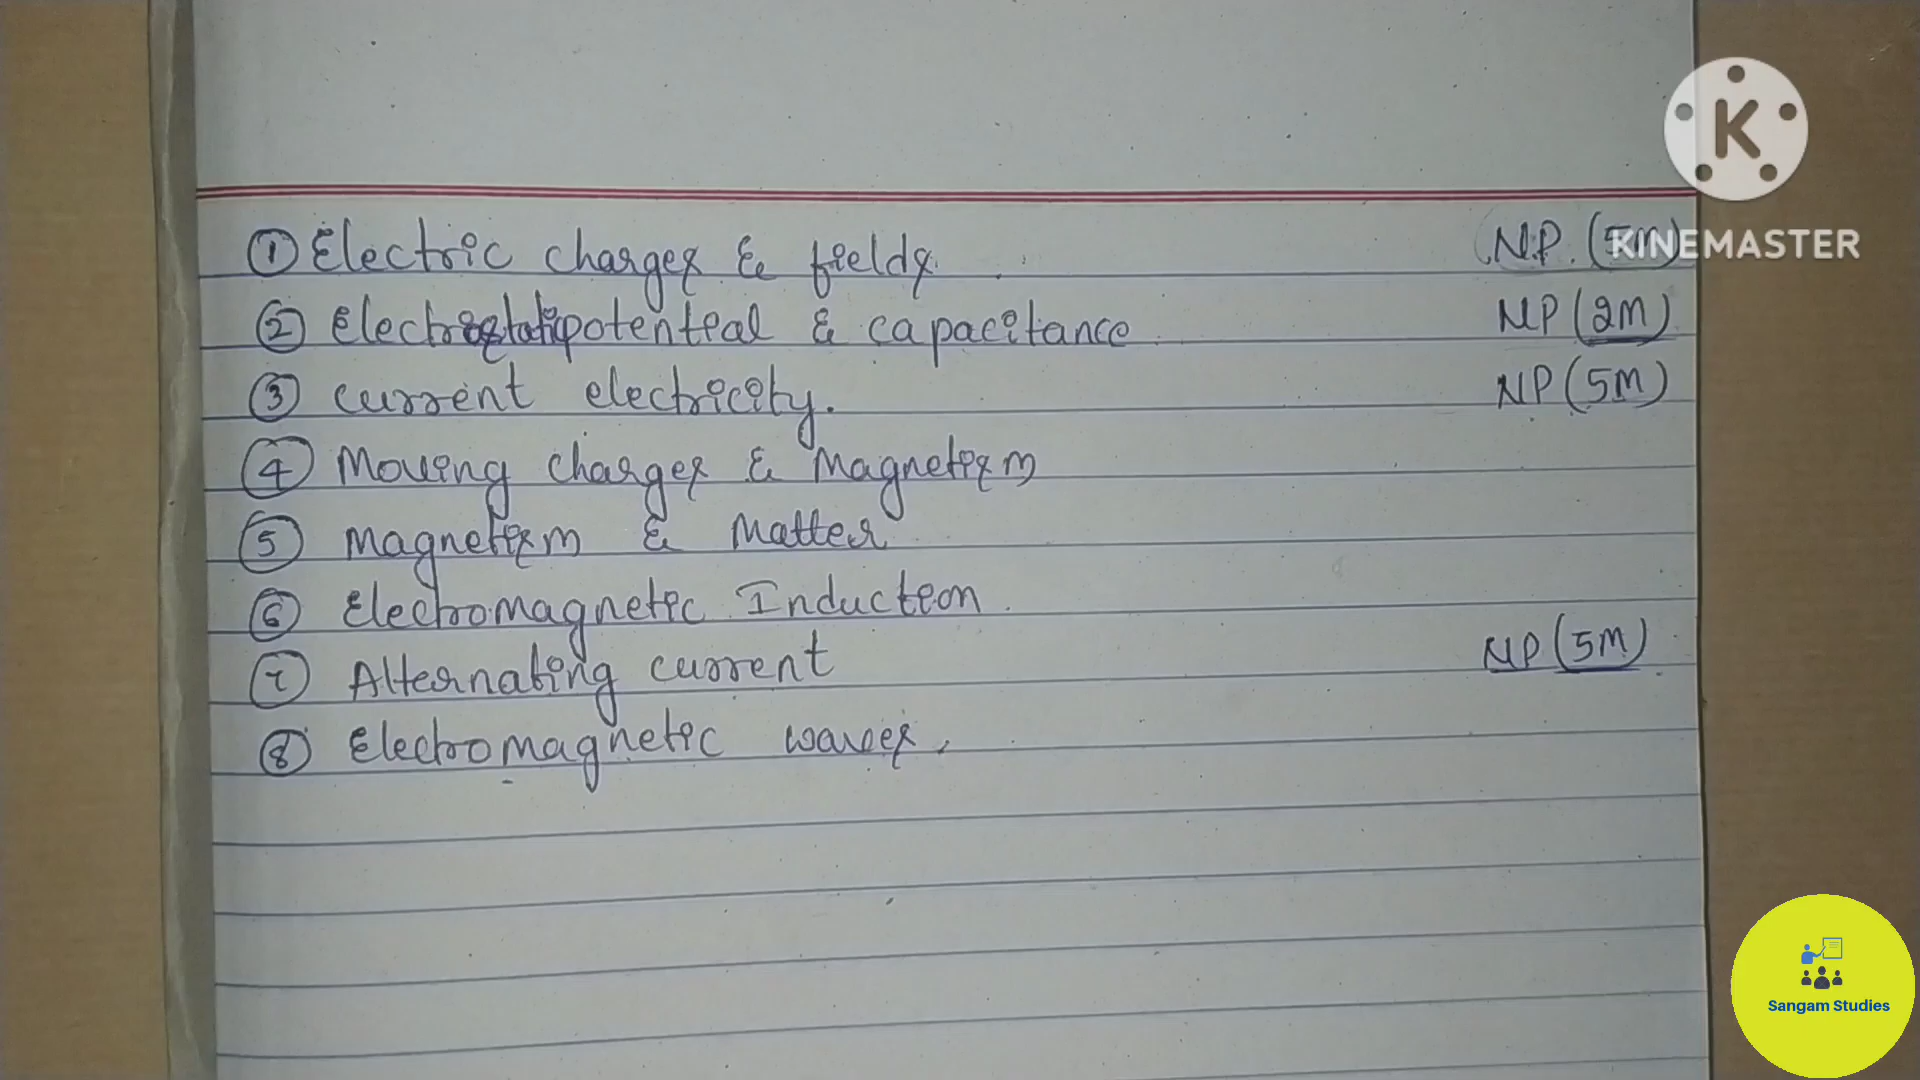 ① Electric charges & fields. N.P. (5M)
KINEMASTER
② Electrostatic potential & capacitance NP (2M)
③ current electricity. NP (5M)
④ Moving charges & Magnetism
⑤ Magnetism & Matter
⑥ Electromagnetic Induction.
⑦ Alternating current NP (5M)
⑧ Electromagnetic waves.
K
Sangam Studies